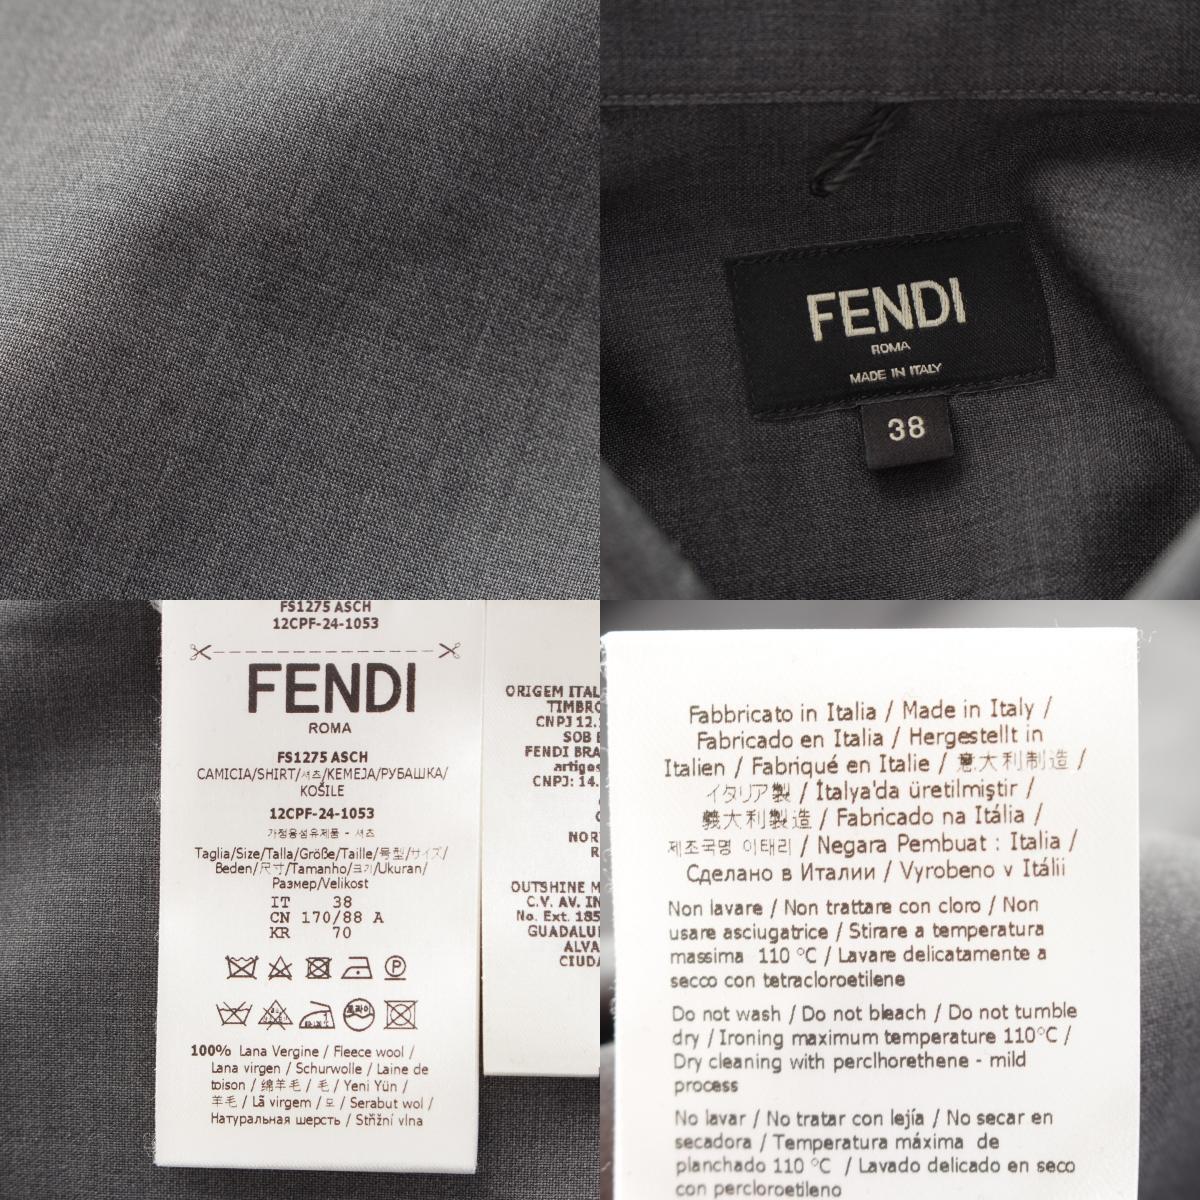 FENDI
ROMA
MADE IN ITALY
38
FS1275 ASCH
12CPF-24-1053
FENDI
ROMA
FS1275 ASCH
CAMICIA/SHIRT/셔츠/KEMEJA/РУБАШКА/
KOŠILE
12CPF-24-1053
가정용섬유제품 - 셔츠
Taglia/Size/Talla/Größe/Taille/号型/サイズ/
Beden/尺寸/Tamanho/크기/Ukuran/
Размер/Velikost
IT 38
CN 170/88 A
KR 70
100% Lana Vergine / Fleece wool /
Lana virgen / Schurwolle / Laine de
toison / 绵羊毛 / 毛 / Yeni Yün /
羊毛 / Lã virgem / 모 / Serabut wol /
Натуральная шерсть / Střižní vlna
ORIGEM ITAL
TIMBRO
CNPJ 12.
SOB
FENDI BRA
artigos
CNPJ: 14.
NOR
R
OUTSHINE M
C.V. AV. IN
No. Ext. 185
GUADALU
ALVA
CIUD
Fabbricato in Italia / Made in Italy /
Fabricado en Italia / Hergestellt in
Italien / Fabriqué en Italie / 意大利制造 /
イタリア製 / İtalya'da üretilmiştir /
義大利製造 / Fabricado na Itália /
제조국명 이태리 / Negara Pembuat : Italia /
Сделано в Италии / Vyrobeno v Itálii
Non lavare / Non trattare con cloro / Non
usare asciugatrice / Stirare a temperatura
massima 110 °C / Lavare delicatamente a
secco con tetracloroetilene
Do not wash / Do not bleach / Do not tumble
dry / Ironing maximum temperature 110°C /
Dry cleaning with perclhorethene - mild
process
No lavar / No tratar con lejía / No secar en
secadora / Temperatura máxima de
planchado 110 °C / Lavado delicado en seco
con percloroetileno